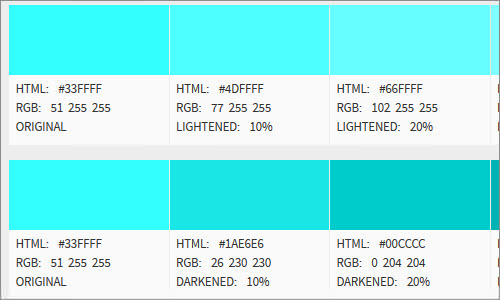 HTML: #33FFFF
RGB: 51 255 255
ORIGINAL
HTML: #4DFFFF
RGB: 77 255 255
LIGHTENED: 10%
HTML: #66FFFF
RGB: 102 255 255
LIGHTENED: 20%
HTML: #33FFFF
RGB: 51 255 255
ORIGINAL
HTML: #1AE6E6
RGB: 26 230 230
DARKENED: 10%
HTML: #00CCCC
RGB: 0 204 204
DARKENED: 20%